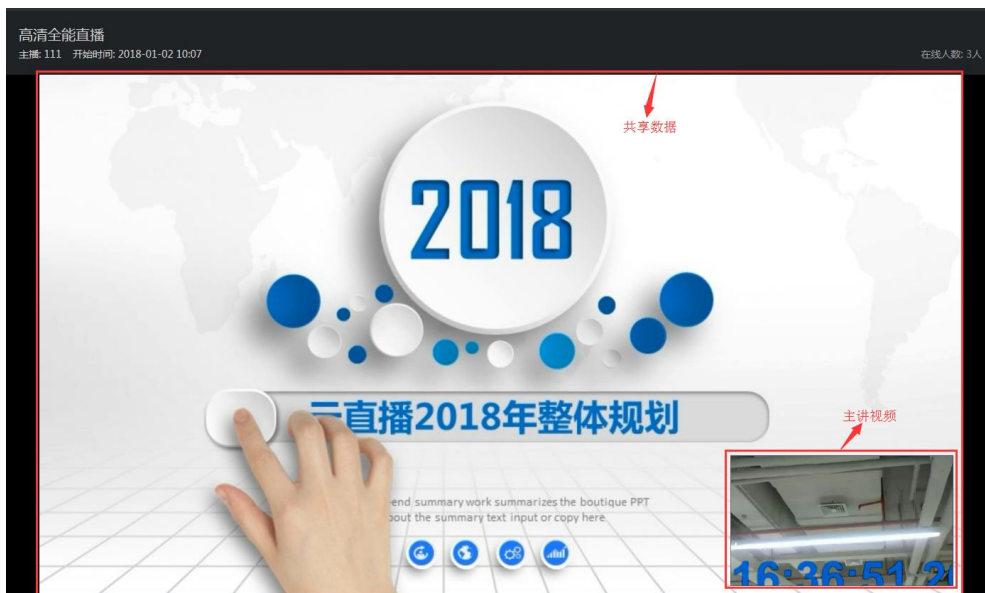 高清全能直播
主播: 111 开始时间: 2018-01-02 10:07
在线人数: 3人
共享数据
2018
云直播2018年整体规划
主讲视频
-end summary work summarizes the boutique PPT
bout the summary text input or copy here
16:36:51